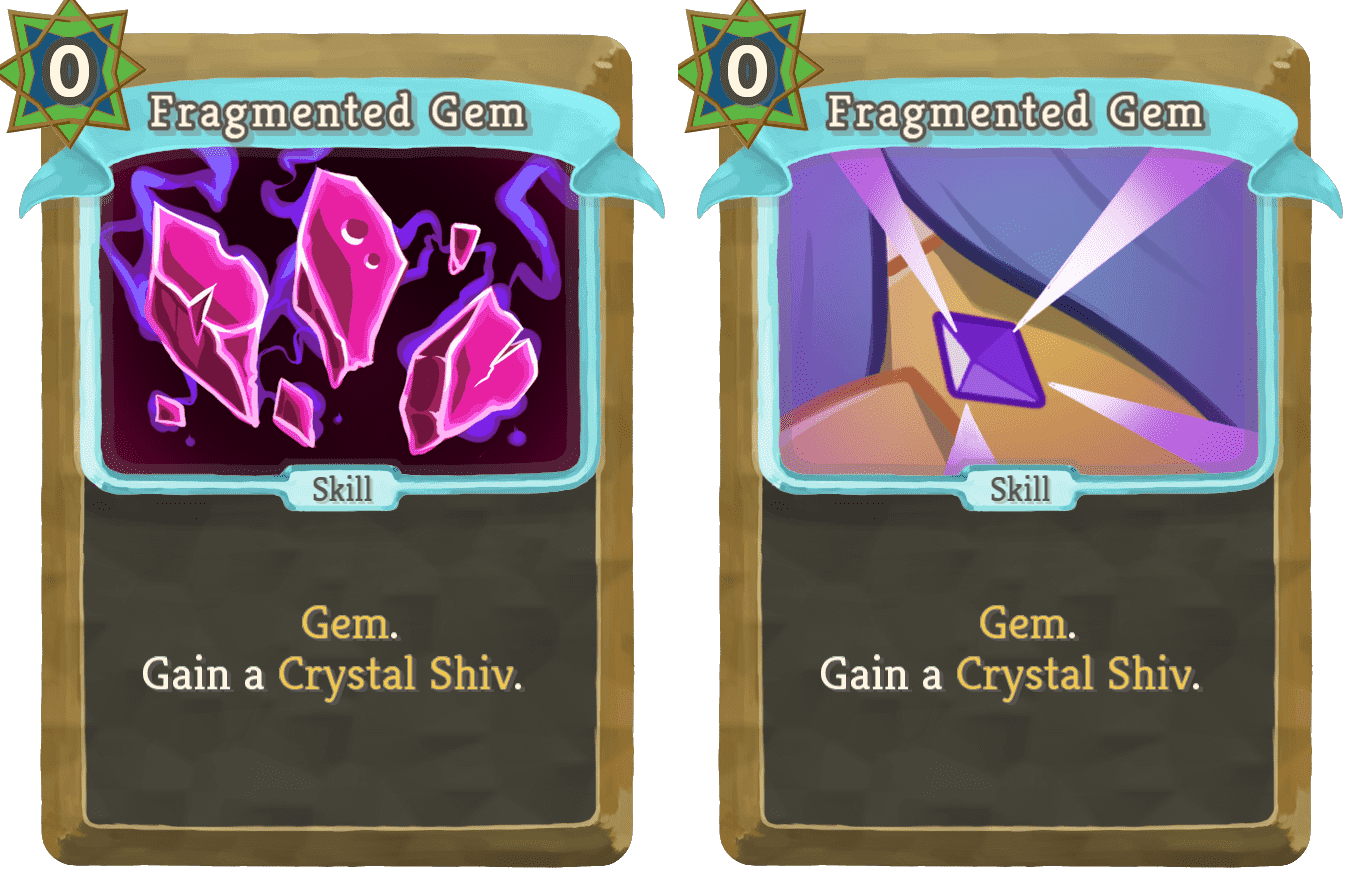 0
Fragmented Gem
Skill
Gem.
Gain a Crystal Shiv.
0
Fragmented Gem
Skill
Gem.
Gain a Crystal Shiv.